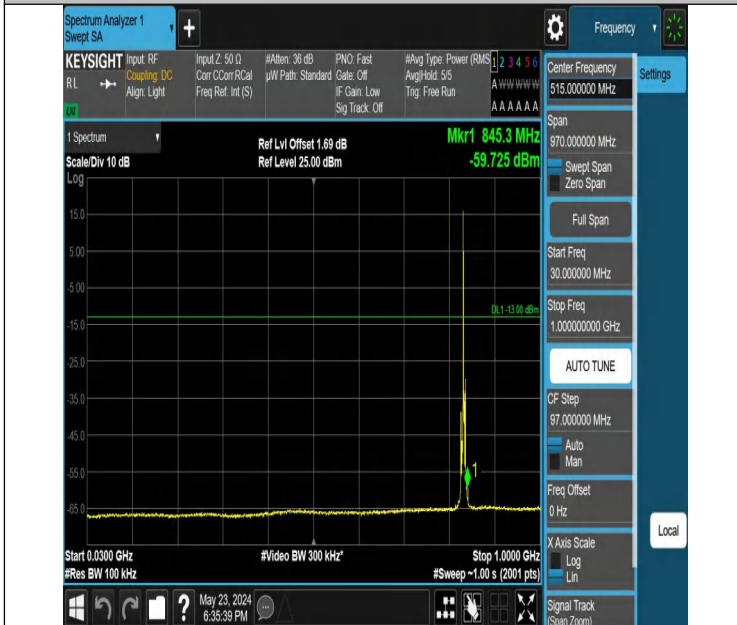 Spectrum Analyzer 1
Swept SA
+
Frequency
KEYSIGHT
RL
Input: RF
Coupling: DC
Align: Light
Input Z: 50 Ω
Corr CCorr RCal
Freq Ref: Int (S)
#Atten: 36 dB
µW Path: Standard
PNO: Fast
Gate: Off
IF Gain: Low
Sig Track: Off
#Avg Type: Power (RMS
Avg|Hold: 5/5
Trig: Free Run
1 2 3 4 5 6
A W W W W W
A A A A A A
1 Spectrum
Scale/Div 10 dB
Log
Ref Lvl Offset 1.69 dB
Ref Level 25.00 dBm
Mkr1 845.3 MHz
-59.725 dBm
15.0
5.00
-5.00
DL1 -13.00 dBm
-15.0
-25.0
-35.0
-45.0
-55.0
1
-65.0
Start 0.0300 GHz
#Res BW 100 kHz
#Video BW 300 kHz*
Stop 1.0000 GHz
#Sweep ~1.00 s (2001 pts)
Center Frequency
515.000000 MHz
Settings
Span
970.000000 MHz
Swept Span
Zero Span
Full Span
Start Freq
30.000000 MHz
Stop Freq
1.000000000 GHz
AUTO TUNE
CF Step
97.000000 MHz
Auto
Man
Freq Offset
0 Hz
X Axis Scale
Log
Lin
Local
Signal Track
(Span Zoom)
?
May 23, 2024
6:35:39 PM